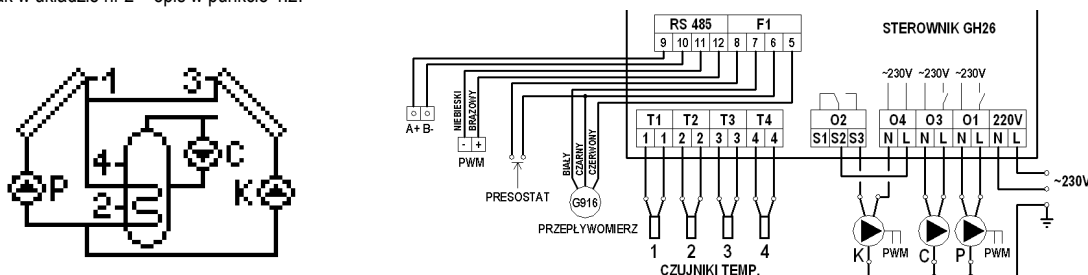 jak w układzie nr 2 – opis w punkcie 4.2.
1 3
4
P C K
2
RS 485 F1
9 10 11 12 8 7 6 5
STEROWNIK GH26
~230V ~230V ~230V
A+ B-
NIEBIESKI
BRĄZOWY
- +
PWM
PRESOSTAT
BIAŁY
CZARNY
CZERWONY
G916
PRZEPŁYWOMIERZ
T1 T2 T3 T4
1 1 2 2 3 3 4 4
O2 O4 O3 O1 220V
S1 S2 S3 N L N L N L N L
~230V
1 2 3 4
CZUJNIKI TEMP.
K PWM C P PWM